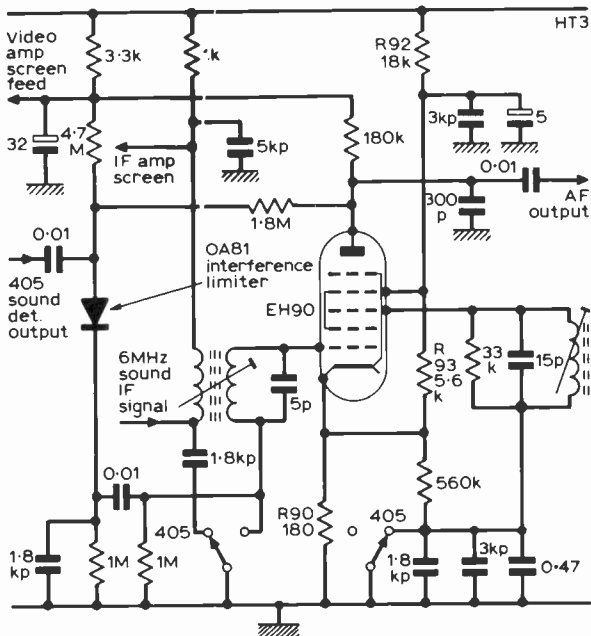 HT3
Video
amp
screen
feed
3.3k
R92
18k
3kp
5
32
4.7
M
IF amp
screen
5kp
180k
0.01
AF
output
300
p
1.8M
0.01
405
sound
det.
output
OA81
interference
limiter
EH90
6MHz
sound
IF
signal
5p
R
93
5.6
k
33
k
15p
1.8kp
0.01
560k
1.8
kp
1M
1M
405
R90
180
405
1.8
kp
3kp
0.47